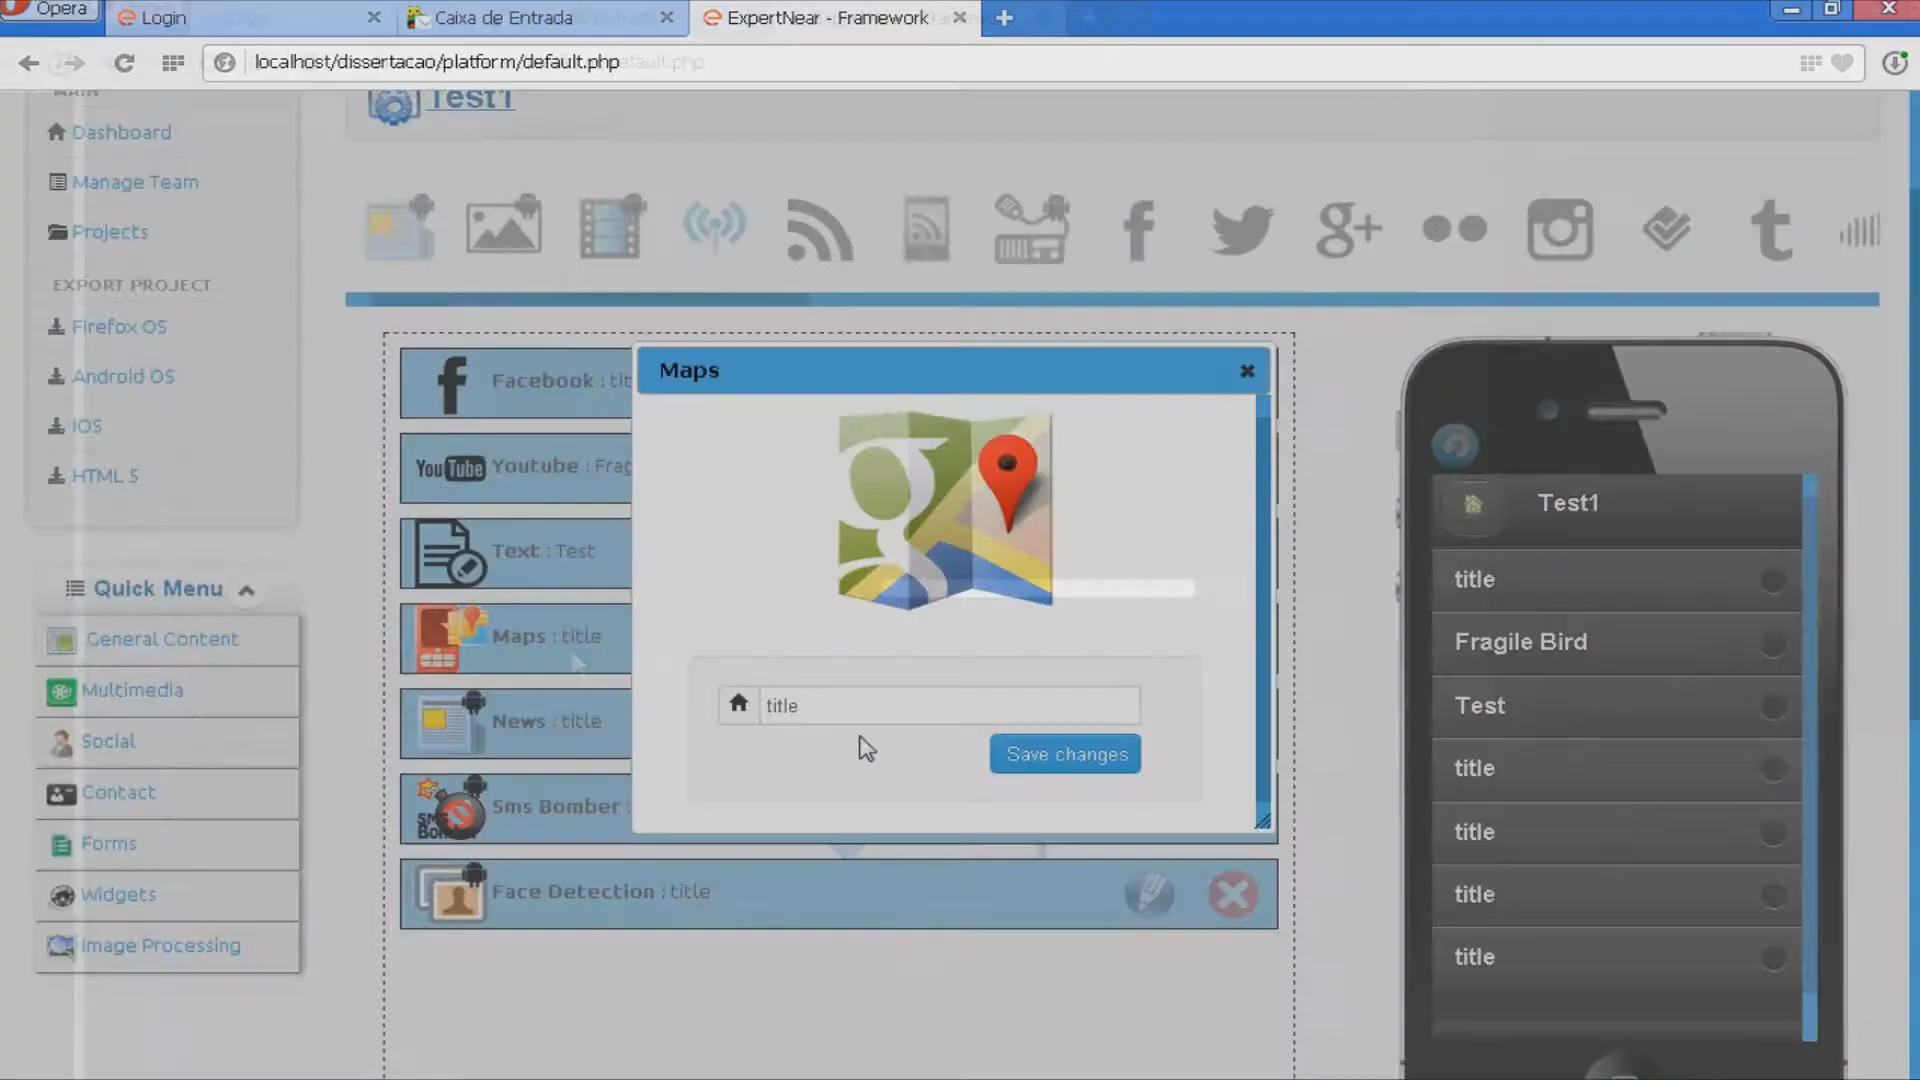 Opera
Login
Caixa de Entrada
ExpertNear - Framework
localhost/dissertacao/platform/default.php
MAIN
Dashboard
Manage Team
Projects
EXPORT PROJECT
Firefox OS
Android OS
IOS
HTML 5
Quick Menu
General Content
Multimedia
Social
Contact
Forms
Widgets
Image Processing
Test1
Facebook : tit
YouTube Youtube : Frag
Text : Test
Maps : title
News : title
Sms Bomber :
Face Detection : title
Maps
title
Save changes
Test1
title
Fragile Bird
Test
title
title
title
title